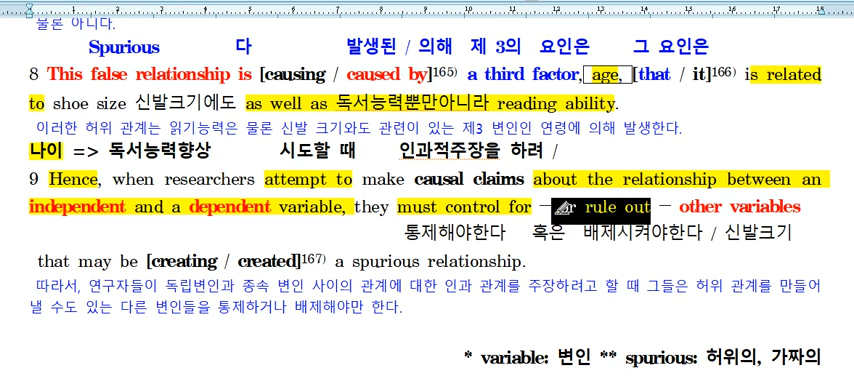 물론 아니다.
Spurious 다 발생된 / 의해 제 3의 요인은 그 요인은
8 This false relationship is [causing / caused by]165) a third factor, age, [that / it]166) is related
to shoe size 신발크기에도 as well as 독서능력뿐만아니라 reading ability.
이러한 허위 관계는 읽기능력은 물론 신발 크기와도 관련이 있는 제3 변인인 연령에 의해 발생한다.
나이 => 독서능력향상 시도할 때 인과적주장을 하려 /
9 Hence, when researchers attempt to make causal claims about the relationship between an
independent and a dependent variable, they must control for ─ r rule out ─ other variables
통제해야한다 혹은 배제시켜야한다 / 신발크기
that may be [creating / created]167) a spurious relationship.
따라서, 연구자들이 독립변인과 종속 변인 사이의 관계에 대한 인과 관계를 주장하려고 할 때 그들은 허위 관계를 만들어
낼 수도 있는 다른 변인들을 통제하거나 배제해야만 한다.
* variable: 변인 ** spurious: 허위의, 가짜의